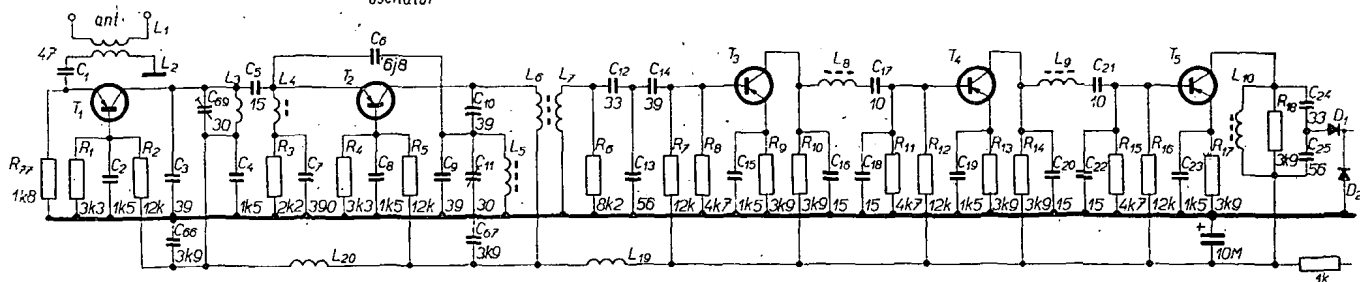 oscilátor
ant.
L1
47
C1
L2
T1
R77
1k8
R1
3k3
C2
1k5
R2
12k
C3
39
C66
3k9
C69
30
L3
C5
15
L4
C4
1k5
R3
2k2
C7
390
C6
6j8
T2
R4
3k3
C8
1k5
R5
12k
C9
39
C10
39
C11
30
L5
C67
3k9
L20
L6
L7
C12
33
C14
39
R6
8k2
C13
56
R7
12k
R8
4k7
T3
C15
1k5
R9
3k9
R10
3k9
L8
C17
10
C16
15
C18
15
R11
4k7
R12
12k
T4
C19
1k5
R13
3k9
R14
3k9
L9
C21
10
C20
15
C22
15
R15
4k7
R16
12k
T5
C23
1k5
R17
3k9
L10
R18
3k9
C24
33
C25
56
D1
D2
L19
+
10M
1k